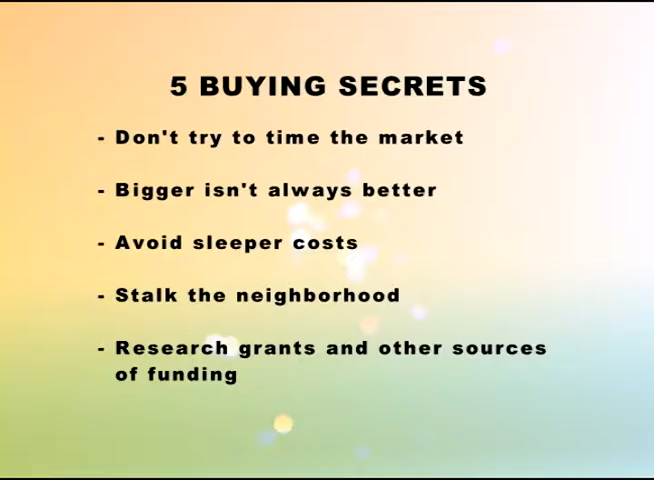 5 BUYING SECRETS
- Don't try to time the market
- Bigger isn't always better
- Avoid sleeper costs
- Stalk the neighborhood
- Research grants and other sources
of funding